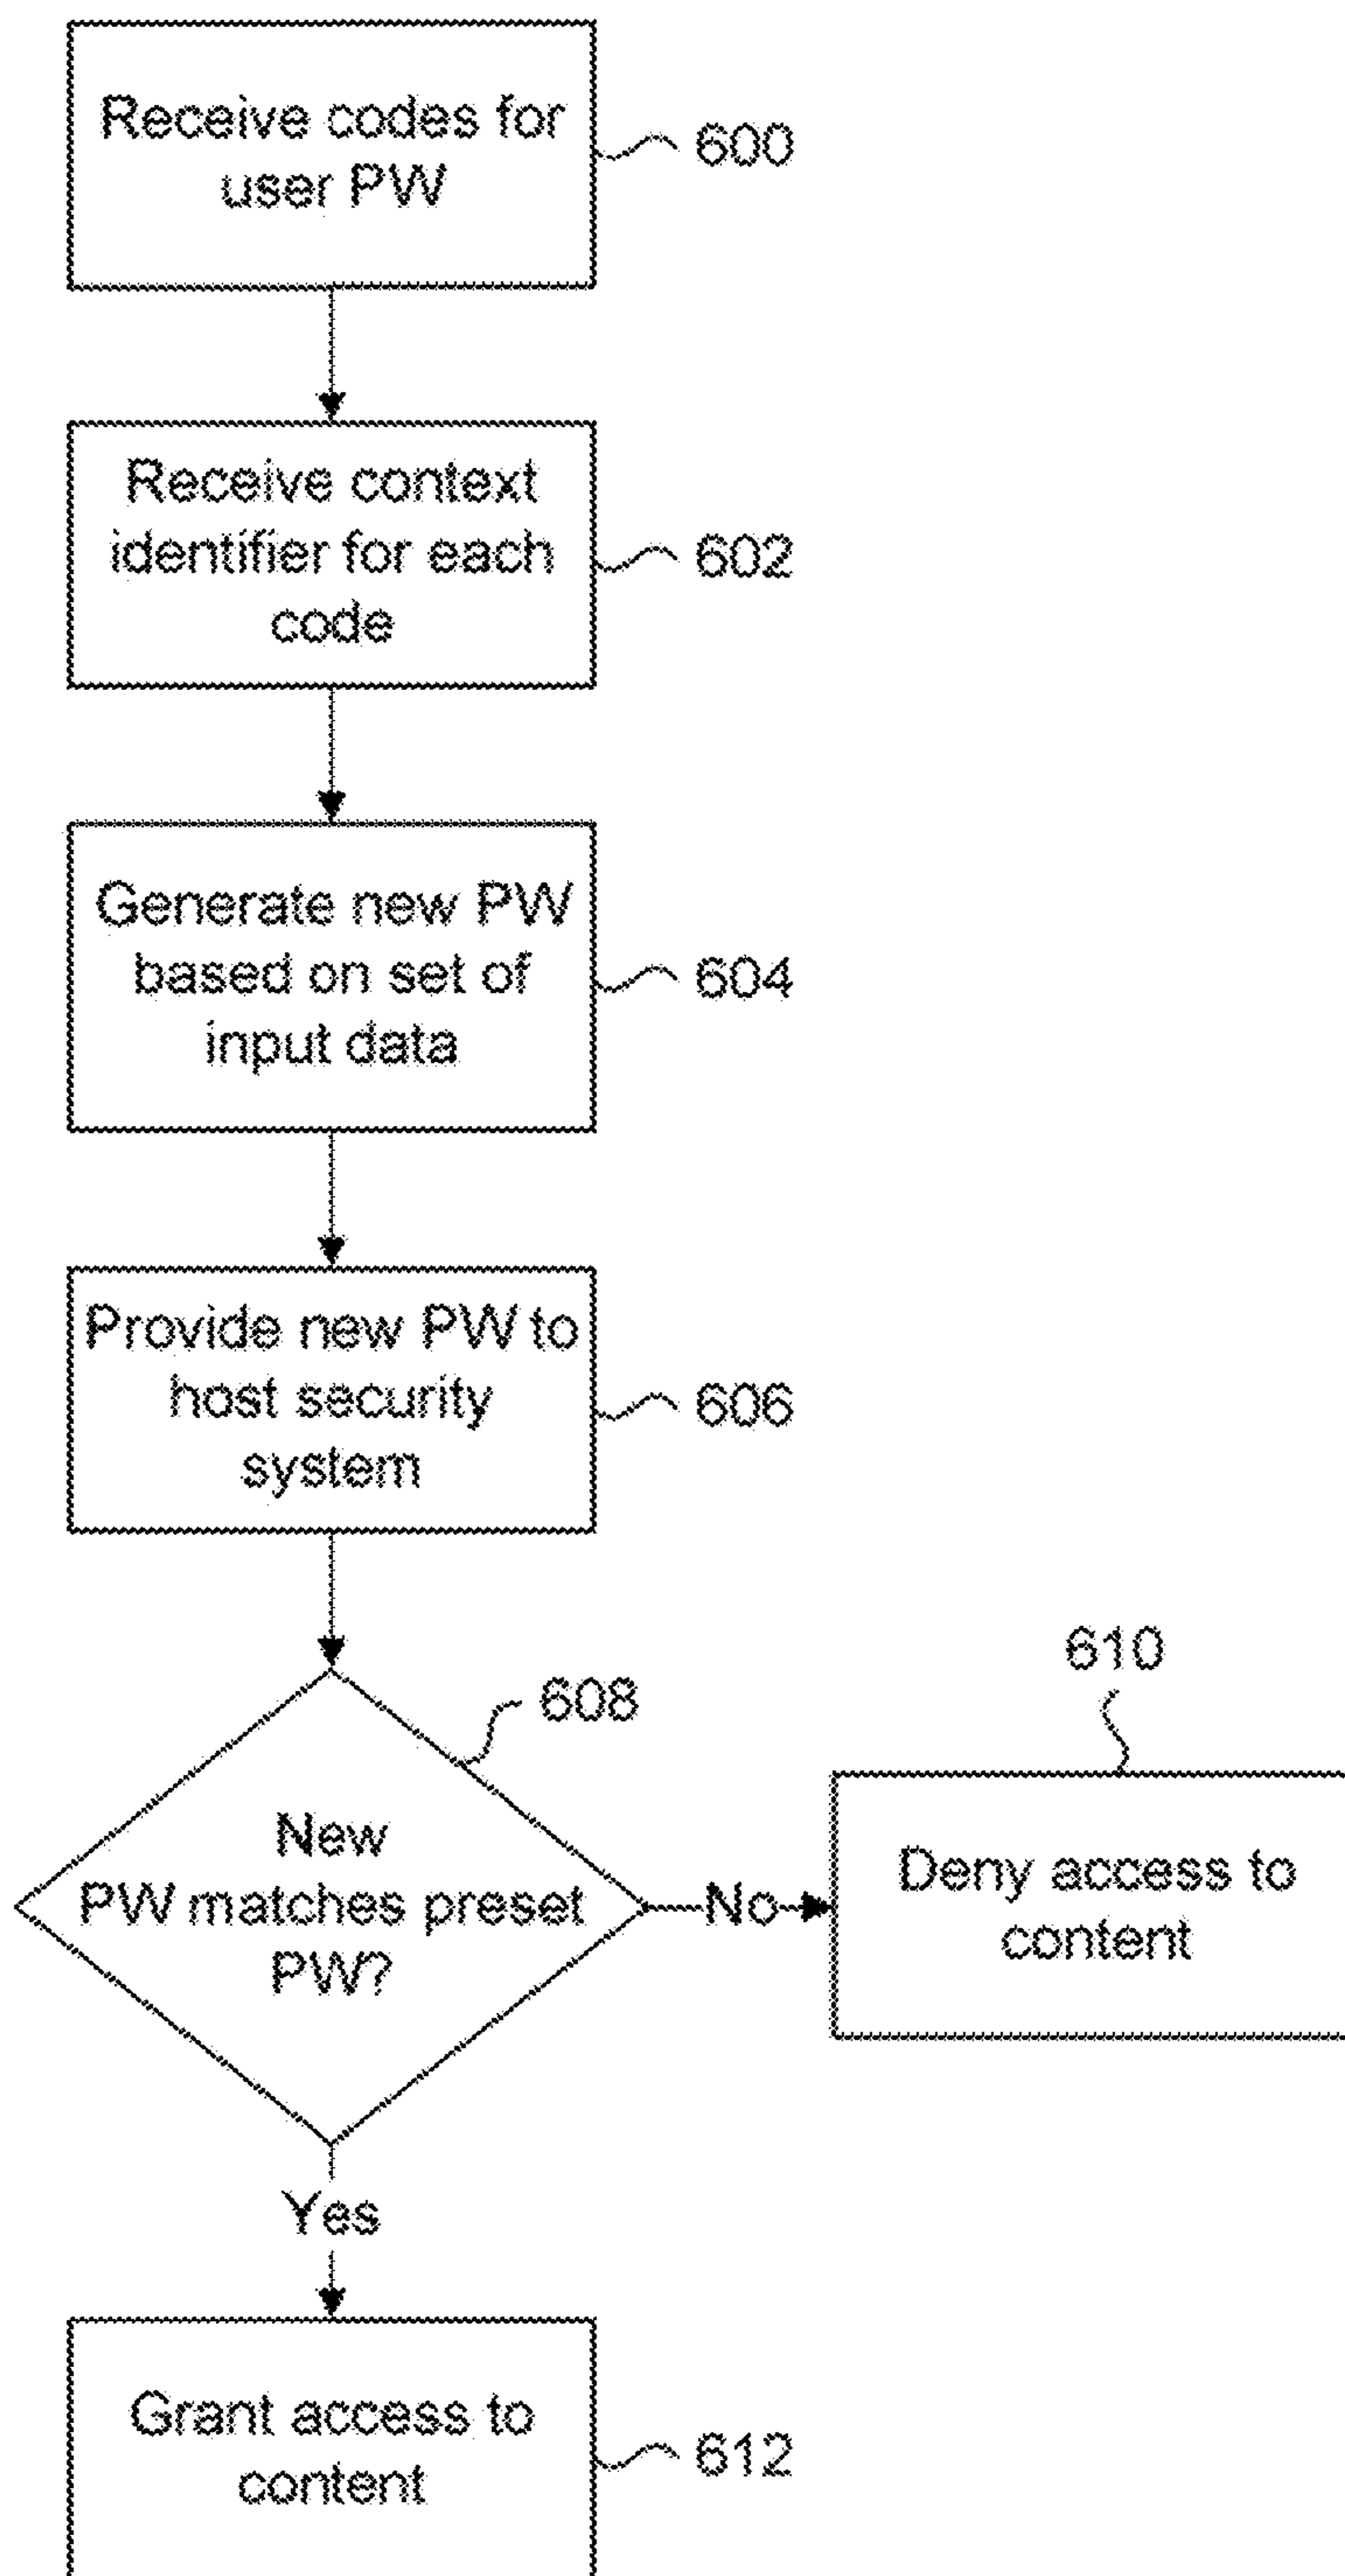 Receive codes for
user PW
600
Receive context
identifier for each
code
602
Generate new PW
based on set of
input data
604
Provide new PW to
host security
system
606
608
New
PW matches preset
PW?
No
610
Deny access to
content
Yes
Grant access to
content
612